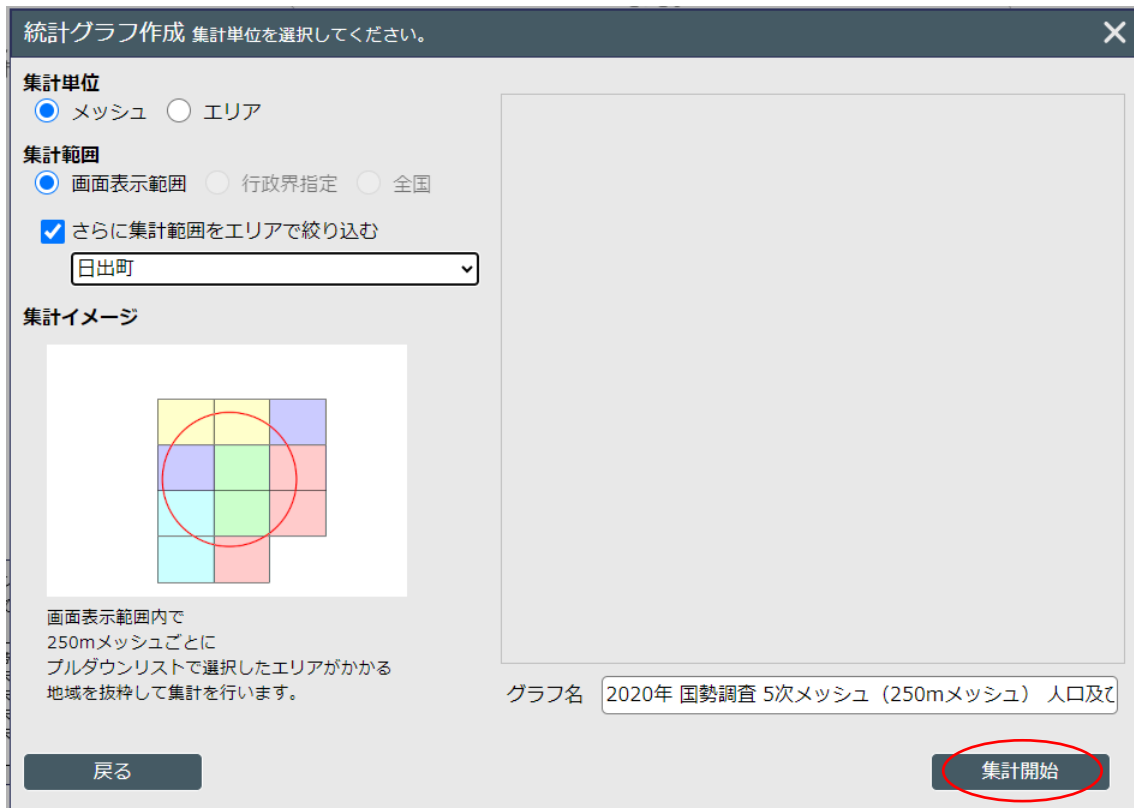 統計グラフ作成 集計単位を選択してください。
集計単位
メッシュ エリア
集計範囲
画面表示範囲 行政界指定 全国
さらに集計範囲をエリアで絞り込む
日出町
集計イメージ
画面表示範囲内で
250mメッシュごとに
プルダウンリストで選択したエリアがかかる
地域を抜粋して集計を行います。
グラフ名 2020年 国勢調査 5次メッシュ（250mメッシュ） 人口及び
戻る 集計開始